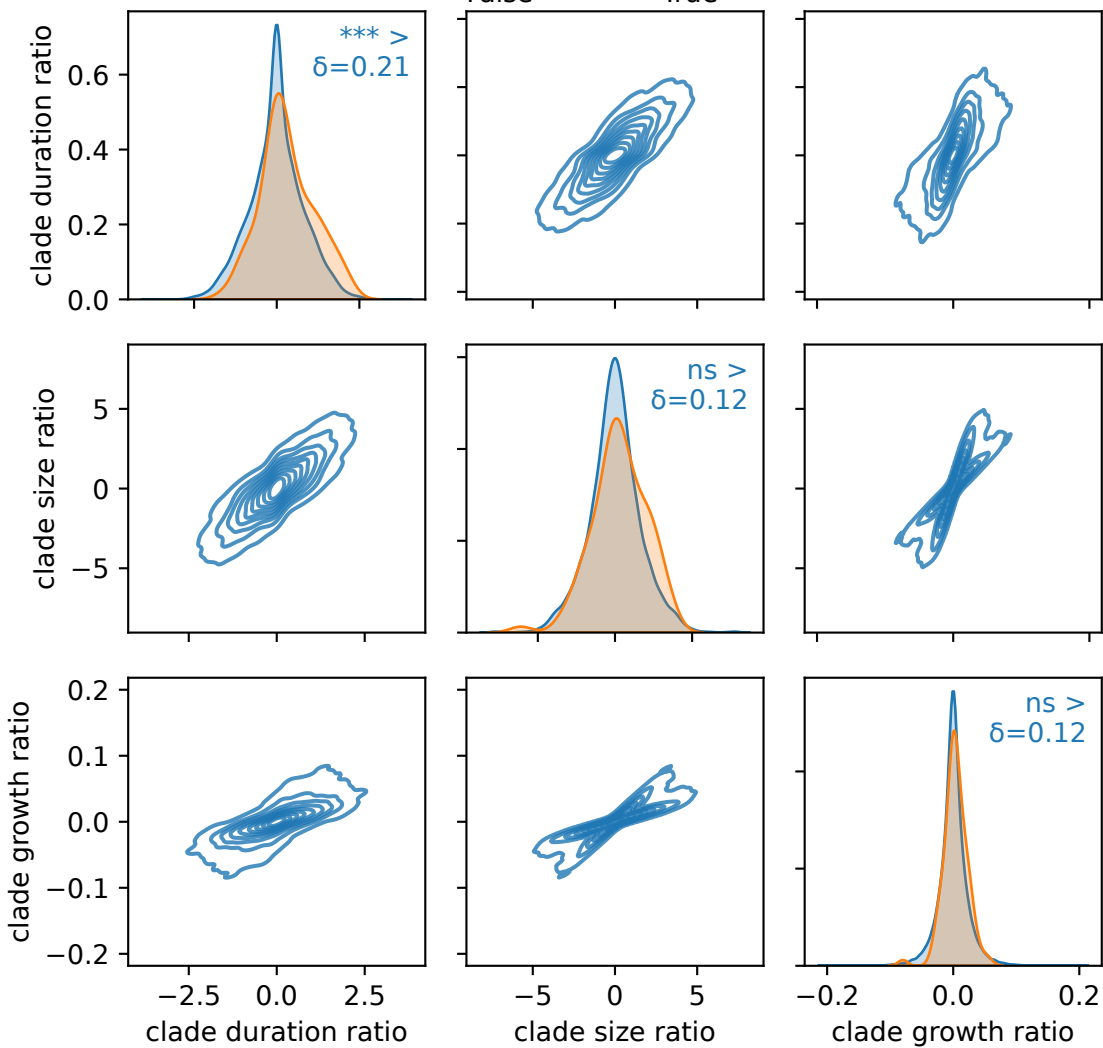 False True
clade duration ratio
0.6
0.4
0.2
0.0
*** >
δ=0.21
clade size ratio
5
0
−5
ns >
δ=0.12
clade growth ratio
0.2
0.1
0.0
−0.1
−0.2
ns >
δ=0.12
−2.5 0.0 2.5
−5 0 5
−0.2 0.0 0.2
clade duration ratio
clade size ratio
clade growth ratio